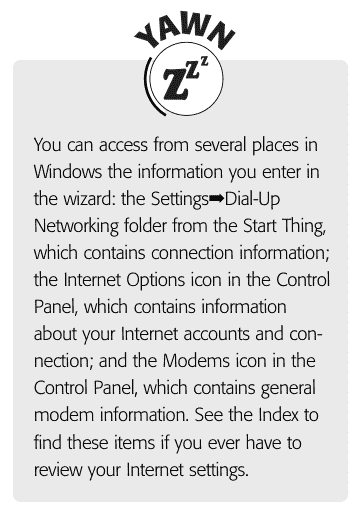 YAWN
zzz
You can access from several places in
Windows the information you enter in
the wizard: the Settings➡Dial-Up
Networking folder from the Start Thing,
which contains connection information;
the Internet Options icon in the Control
Panel, which contains information
about your Internet accounts and con-
nection; and the Modems icon in the
Control Panel, which contains general
modem information. See the Index to
find these items if you ever have to
review your Internet settings.